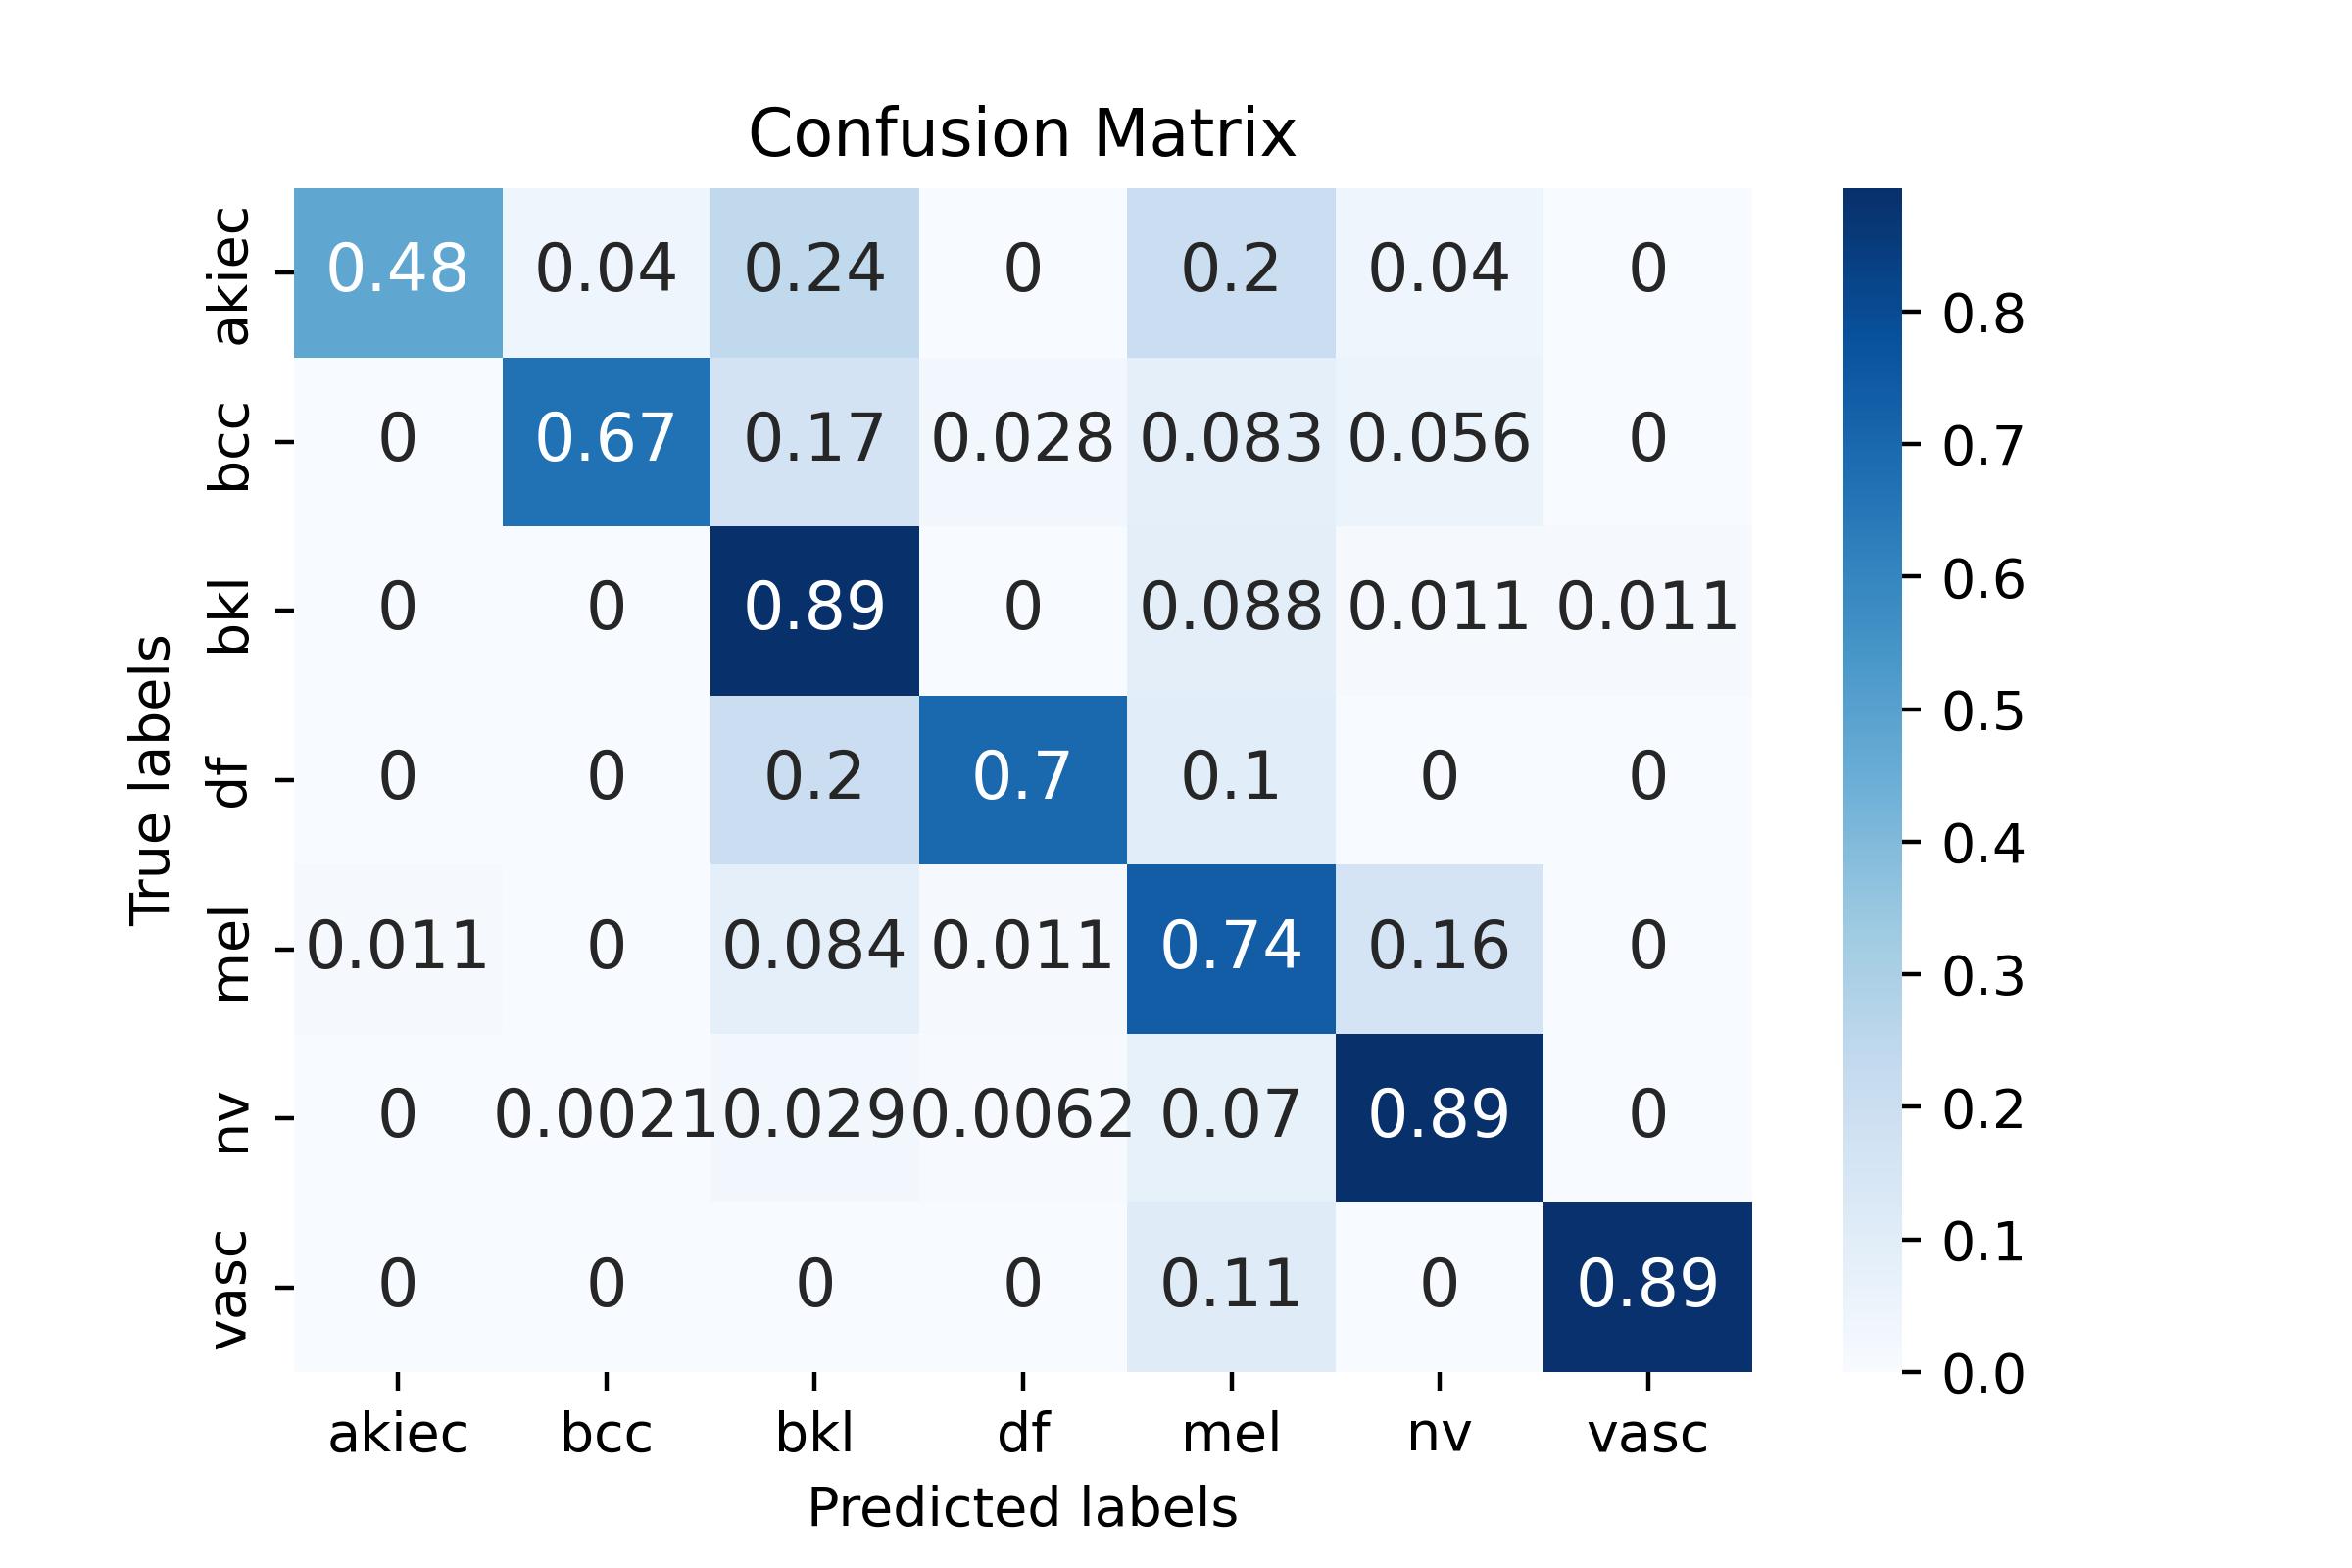 Confusion Matrix
akiec 0.48 0.04 0.24 0 0.2 0.04 0
bcc 0 0.67 0.17 0.028 0.083 0.056 0
bkl 0 0 0.89 0 0.088 0.011 0.011
df 0 0 0.2 0.7 0.1 0 0
mel 0.011 0 0.084 0.011 0.74 0.16 0
nv 0 0.0021 0.029 0.0062 0.07 0.89 0
vasc 0 0 0 0 0.11 0 0.89
True labels
akiec bcc bkl df mel nv vasc
Predicted labels
0.8
0.7
0.6
0.5
0.4
0.3
0.2
0.1
0.0